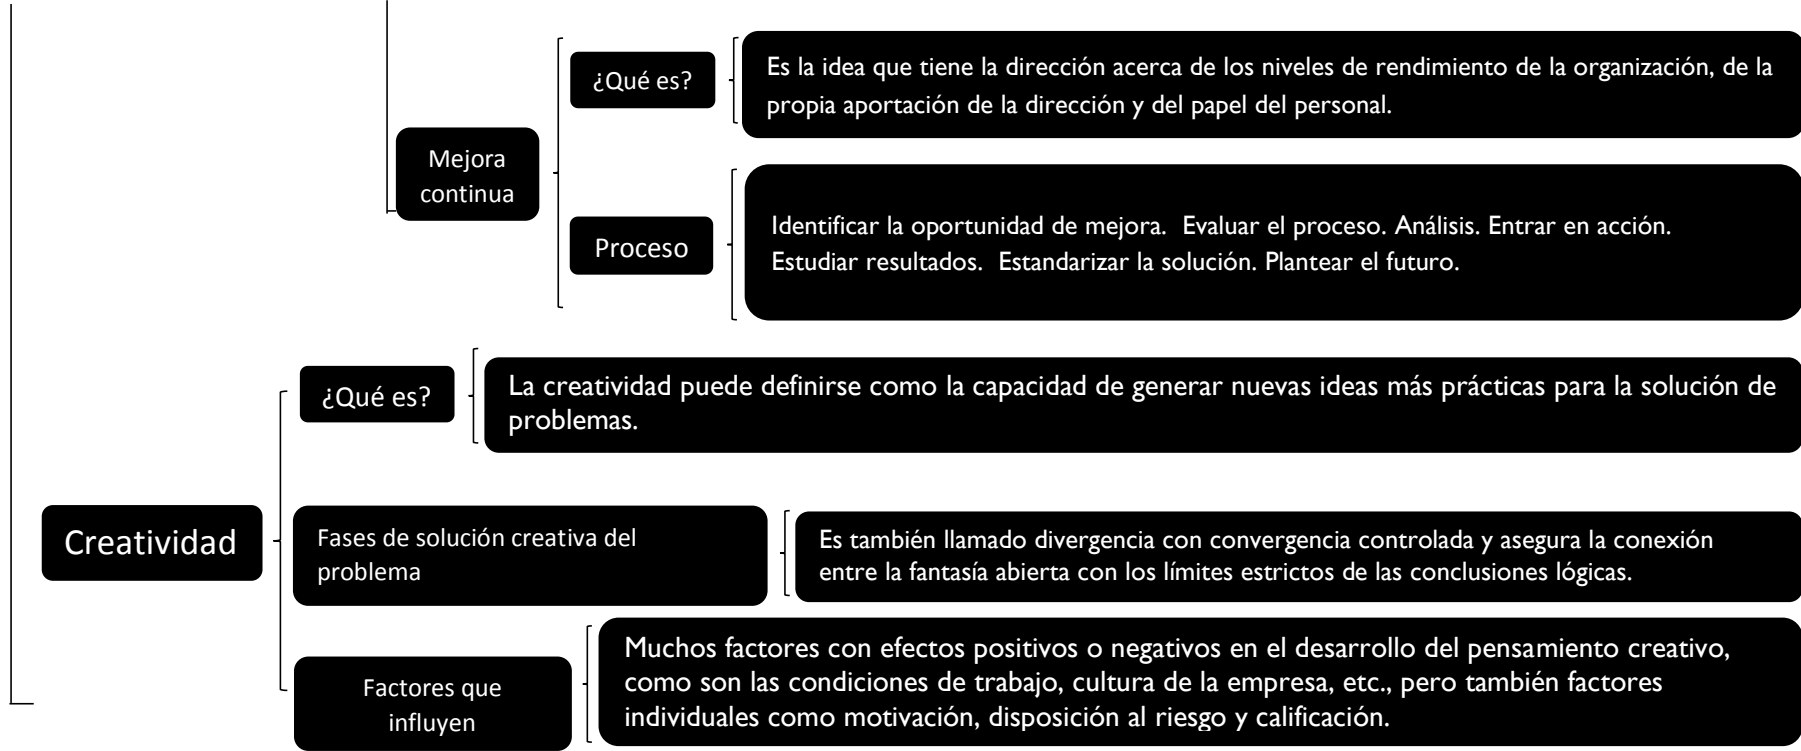 Mejora
continua
¿Qué es?
Es la idea que tiene la dirección acerca de los niveles de rendimiento de la organización, de la
propia aportación de la dirección y del papel del personal.
Proceso
Identificar la oportunidad de mejora.  Evaluar el proceso. Análisis. Entrar en acción.
Estudiar resultados.  Estandarizar la solución. Plantear el futuro.
Creatividad
¿Qué es?
La creatividad puede definirse como la capacidad de generar nuevas ideas más prácticas para la solución de
problemas.
Fases de solución creativa del
problema
Es también llamado divergencia con convergencia controlada y asegura la conexión
entre la fantasía abierta con los límites estrictos de las conclusiones lógicas.
Factores que
influyen
Muchos factores con efectos positivos o negativos en el desarrollo del pensamiento creativo,
como son las condiciones de trabajo, cultura de la empresa, etc., pero también factores
individuales como motivación, disposición al riesgo y calificación.